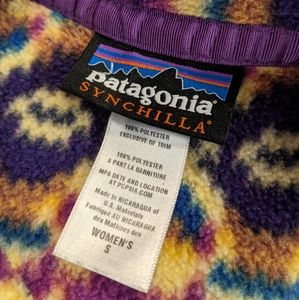 patagonia
SYNCHILLA
100% POLYESTER
EXCLUSIVE OF TRIM
100% POLYESTER
A PART LA GARNITURE
MFG DATE AND LOCATION
AT PCPSIA.COM
Made in NICARAGUA of
U.S. Materials
Fabriqué AU NICARAGUA
des Matières des
WOMEN'S
S